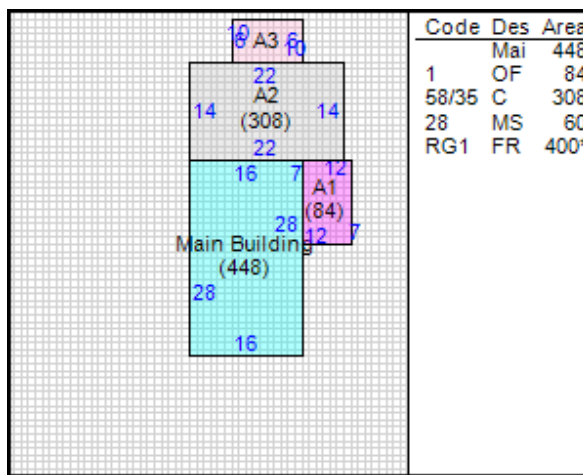 Code Des Area
Mai 448
1 OF 84
58/35 C 308
28 MS 60
RG1 FR 400*
10 6 A3 6 10
22
14 A2 14
(308)
22
16 7 12
A1
28 (84)
12 7
Main Building
(448)
28
16